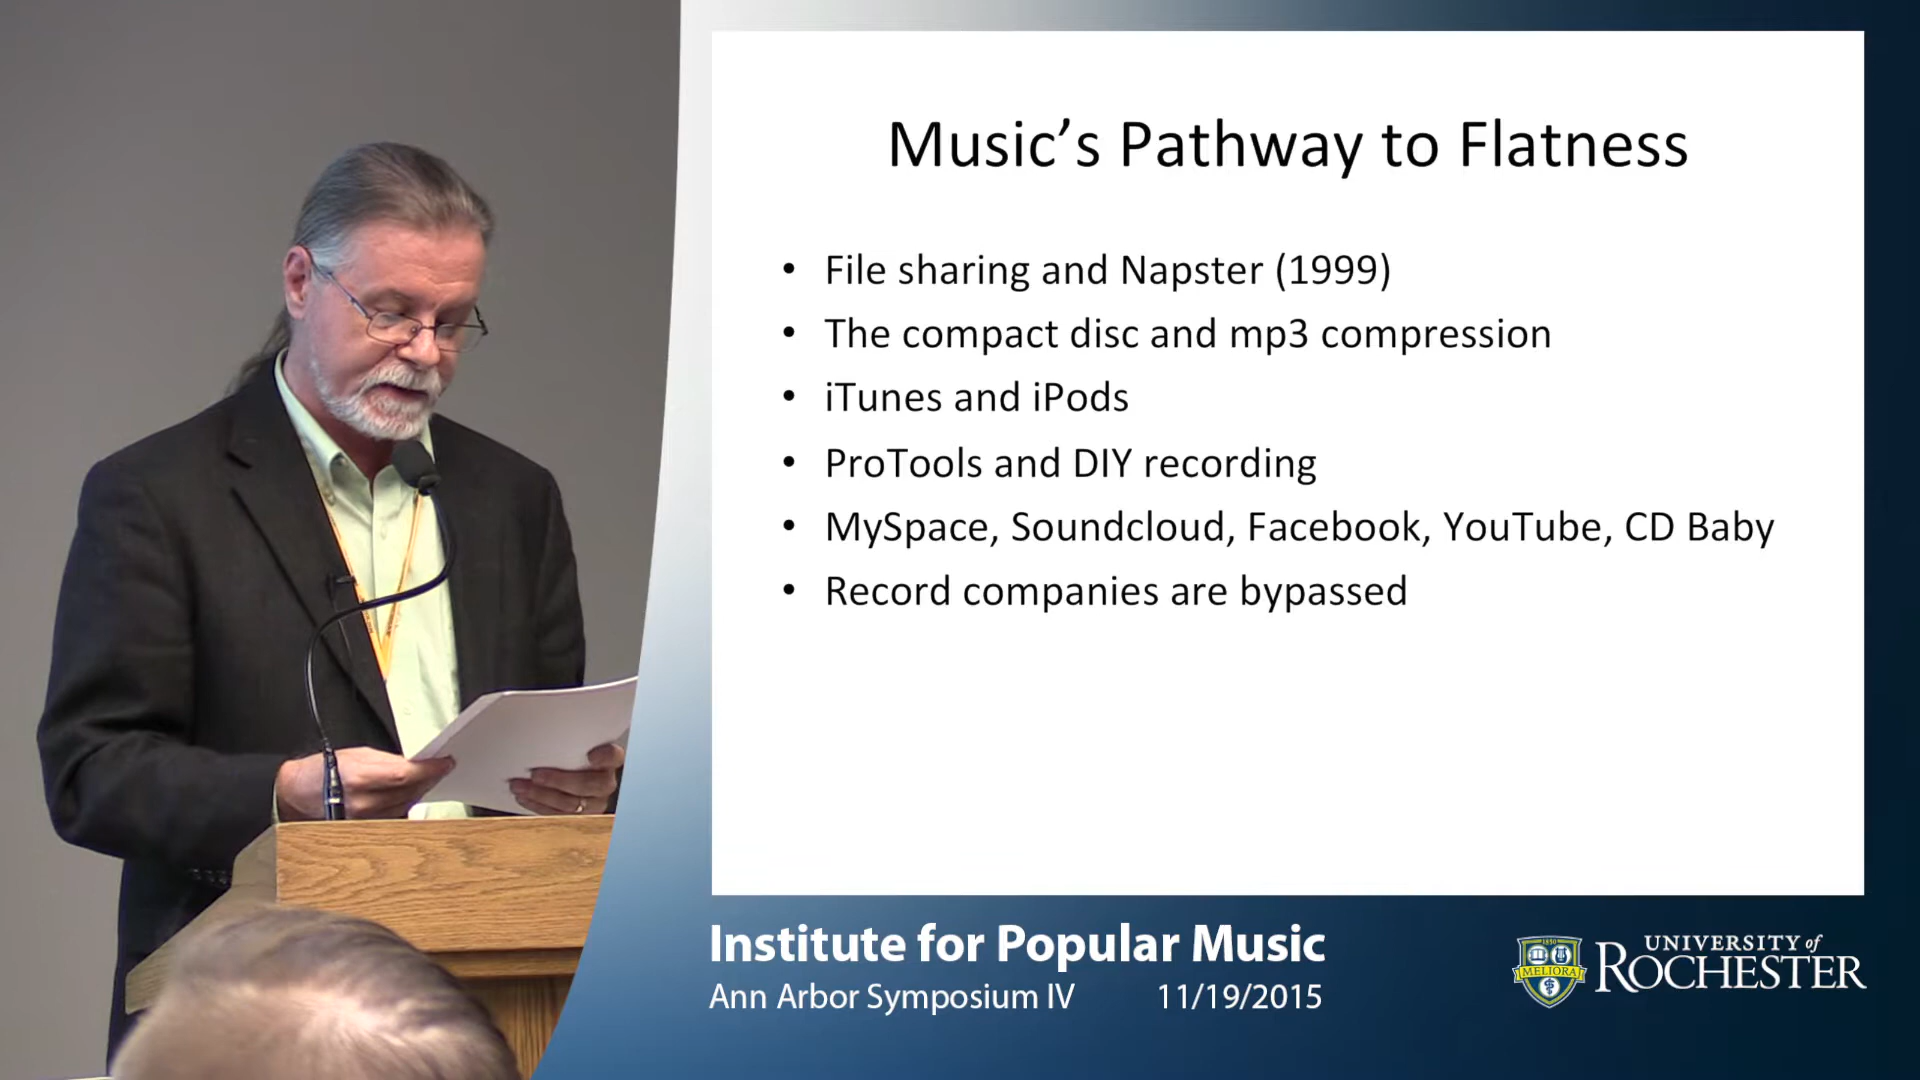 Music’s Pathway to Flatness
• File sharing and Napster (1999)
• The compact disc and mp3 compression
• iTunes and iPods
• ProTools and DIY recording
• MySpace, Soundcloud, Facebook, YouTube, CD Baby
• Record companies are bypassed
Institute for Popular Music
Ann Arbor Symposium IV 11/19/2015
1850
MELIORA
UNIVERSITY of
ROCHESTER